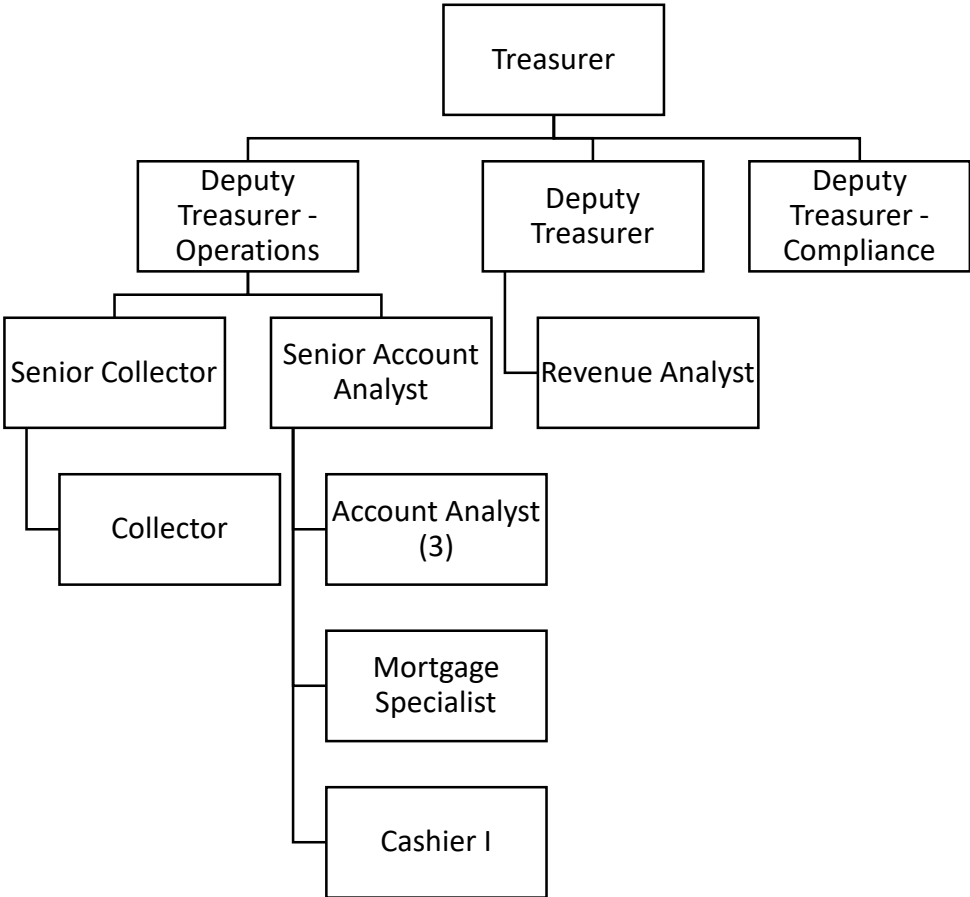 Treasurer
Deputy
Treasurer -
Operations
Deputy
Treasurer
Deputy
Treasurer -
Compliance
Senior Collector
Senior Account
Analyst
Revenue Analyst
Collector
Account Analyst
(3)
Mortgage
Specialist
Cashier I